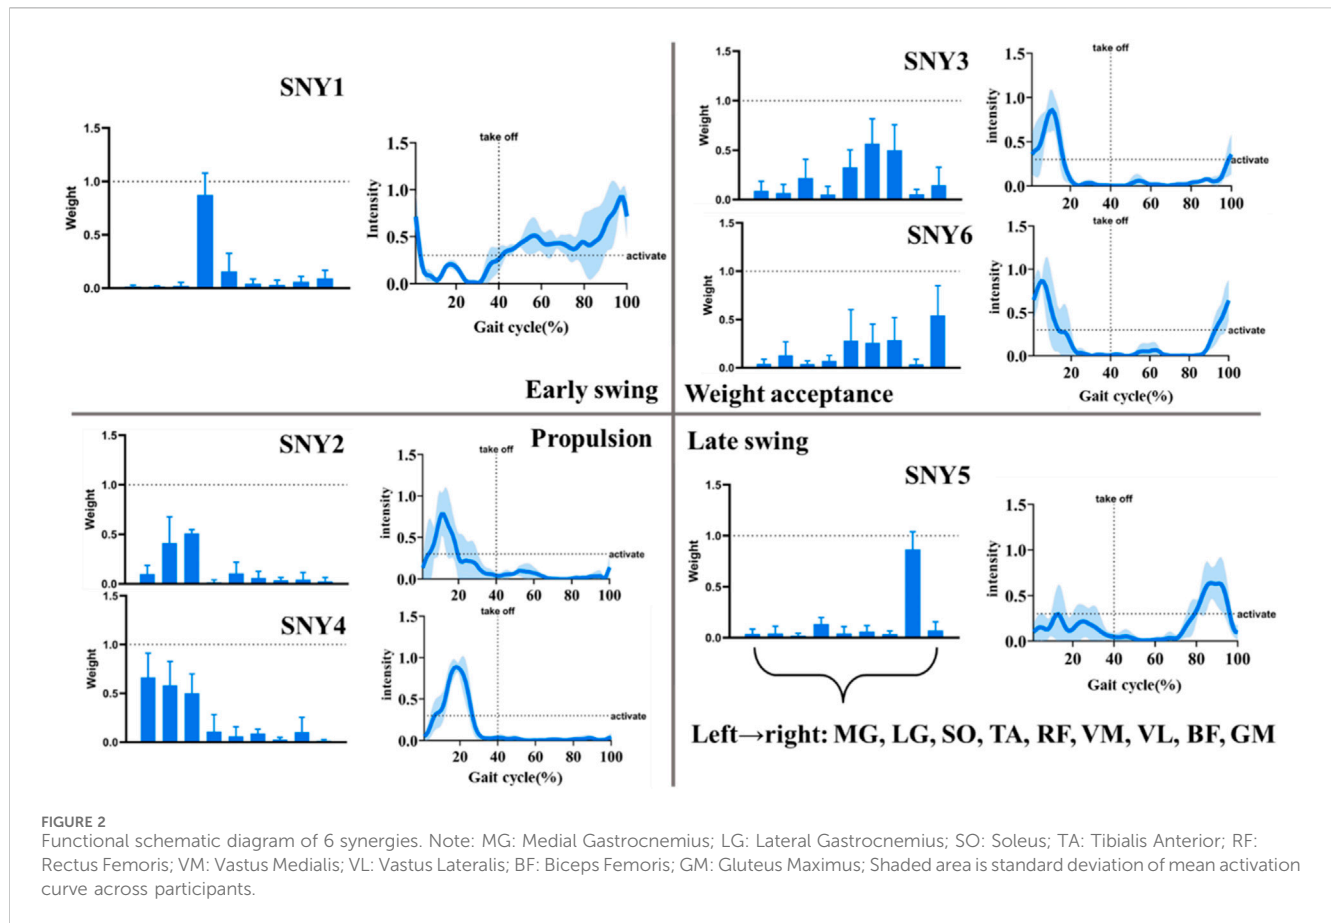 SNY1
1.5
1.0
0.5
0.0
Weight
take off
1.5
1.0
0.5
0.0
Intensity
activate
20 40 60 80 100
Gait cycle(%)
Early swing
SNY3
1.5
1.0
0.5
0.0
Weight
take off
1.5
1.0
0.5
0.0
intensity
activate
20 40 60 80 100
SNY6
1.5
1.0
0.5
0.0
Weight
take off
1.5
1.0
0.5
0.0
intensity
activate
20 40 60 80 100
Gait cycle(%)
Weight acceptance
SNY2
Propulsion
1.5
1.0
0.5
0.0
Weight
take off
1.5
1.0
0.5
0.0
intensity
activate
20 40 60 80 100
SNY4
1.5
1.0
0.5
0.0
Weight
take off
1.5
1.0
0.5
0.0
intensity
activate
20 40 60 80 100
Gait cycle(%)
Late swing
SNY5
1.5
1.0
0.5
0.0
Weight
take off
1.5
1.0
0.5
0.0
intensity
activate
20 40 60 80 100
Gait cycle(%)
Left→right: MG, LG, SO, TA, RF, VM, VL, BF, GM
FIGURE 2
Functional schematic diagram of 6 synergies. Note: MG: Medial Gastrocnemius; LG: Lateral Gastrocnemius; SO: Soleus; TA: Tibialis Anterior; RF:
Rectus Femoris; VM: Vastus Medialis; VL: Vastus Lateralis; BF: Biceps Femoris; GM: Gluteus Maximus; Shaded area is standard deviation of mean activation
curve across participants.